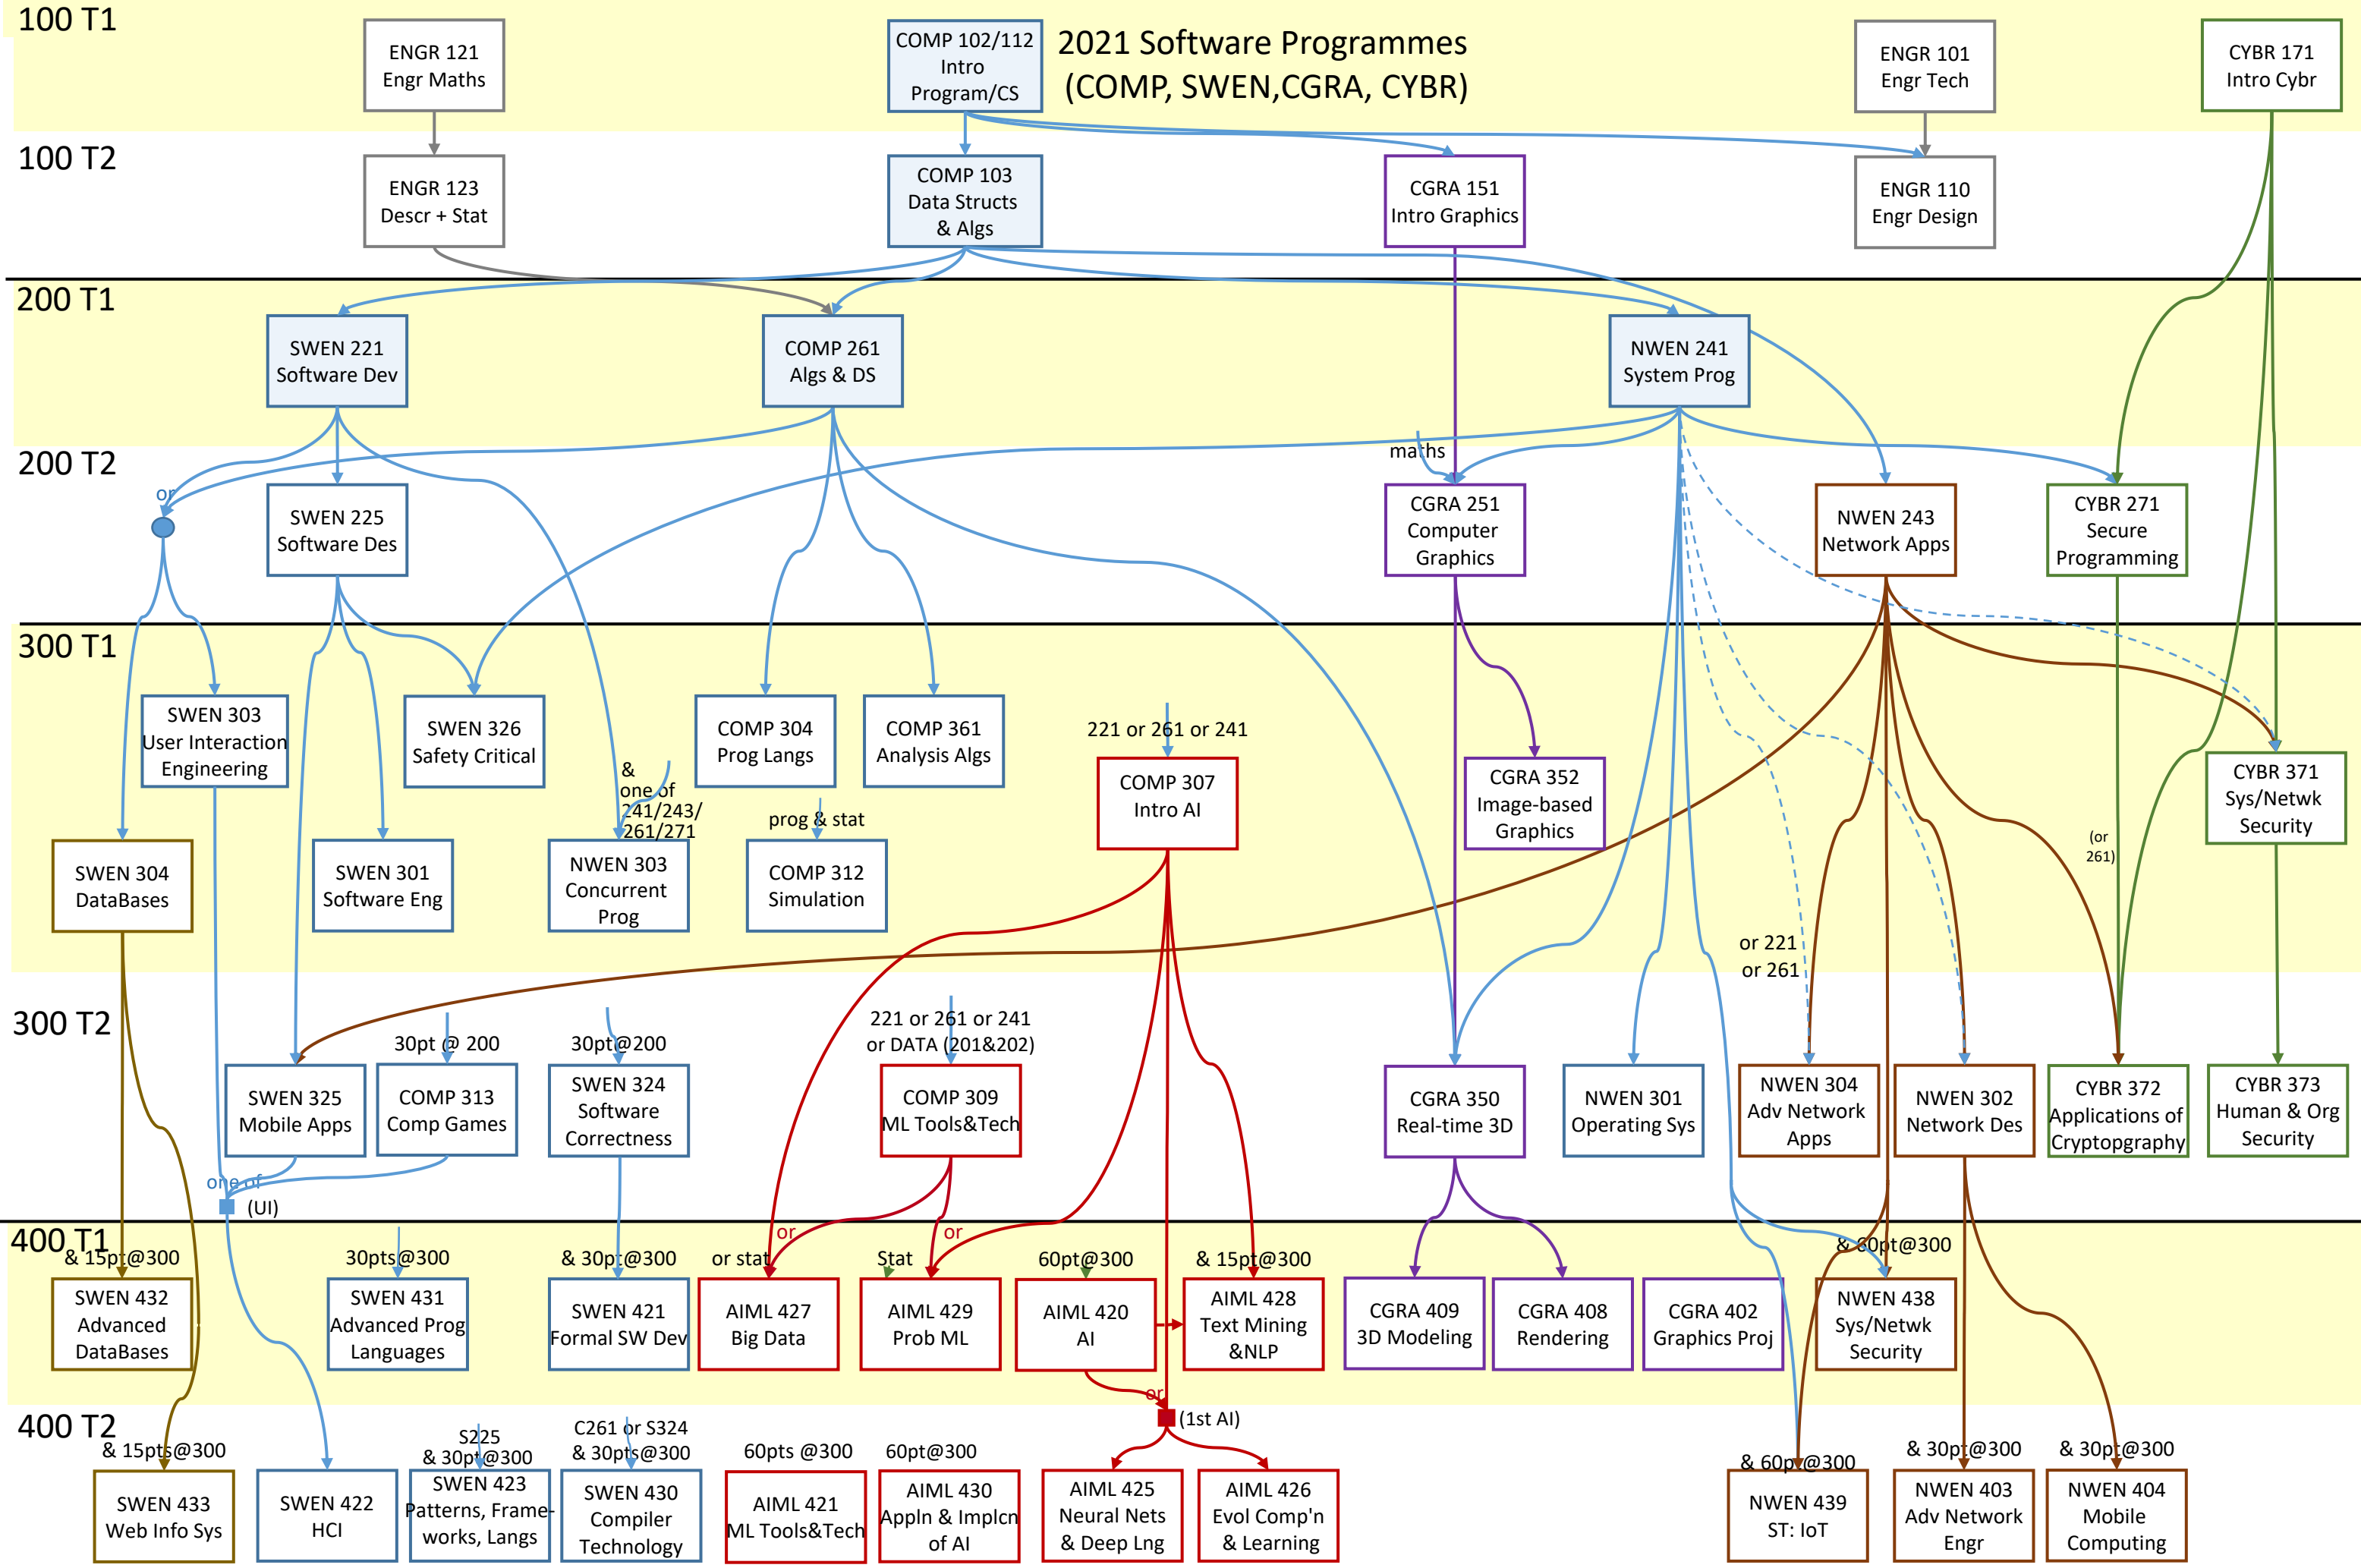 100 T1
ENGR 121
Engr Maths
COMP 102/112
Intro
Program/CS
2021 Software Programmes
(COMP, SWEN,CGRA, CYBR)
ENGR 101
Engr Tech
CYBR 171
Intro Cybr
100 T2
ENGR 123
Descr + Stat
COMP 103
Data Structs
& Algs
CGRA 151
Intro Graphics
ENGR 110
Engr Design
200 T1
SWEN 221
Software Dev
COMP 261
Algs & DS
NWEN 241
System Prog
200 T2
maths
or
SWEN 225
Software Des
CGRA 251
Computer
Graphics
NWEN 243
Network Apps
CYBR 271
Secure
Programming
300 T1
SWEN 303
User Interaction
Engineering
SWEN 326
Safety Critical
COMP 304
Prog Langs
COMP 361
Analysis Algs
221 or 261 or 241
COMP 307
Intro AI
CGRA 352
Image-based
Graphics
CYBR 371
Sys/Netwk
Security
&
one of
241/243/
261/271
prog & stat
(or
261)
SWEN 304
DataBases
SWEN 301
Software Eng
NWEN 303
Concurrent
Prog
COMP 312
Simulation
or 221
or 261
300 T2
30pt @ 200
30pt@200
221 or 261 or 241
or DATA (201&202)
SWEN 325
Mobile Apps
COMP 313
Comp Games
SWEN 324
Software
Correctness
COMP 309
ML Tools&Tech
CGRA 350
Real-time 3D
NWEN 301
Operating Sys
NWEN 304
Adv Network
Apps
NWEN 302
Network Des
CYBR 372
Applications of
Cryptopgraphy
CYBR 373
Human & Org
Security
one of
(UI)
400 T1
& 15pt@300
30pts@300
& 30pt@300
or stat
or
Stat
or
60pt@300
& 15pt@300
& 60pt@300
SWEN 432
Advanced
DataBases
SWEN 431
Advanced Prog
Languages
SWEN 421
Formal SW Dev
AIML 427
Big Data
AIML 429
Prob ML
AIML 420
AI
AIML 428
Text Mining
&NLP
CGRA 409
3D Modeling
CGRA 408
Rendering
CGRA 402
Graphics Proj
NWEN 438
Sys/Netwk
Security
or
(1st AI)
400 T2
& 15pts@300
S225
& 30pt@300
C261 or S324
& 30pts@300
60pts @300
60pt@300
& 60pt@300
& 30pt@300
& 30pt@300
SWEN 433
Web Info Sys
SWEN 422
HCI
SWEN 423
Patterns, Frame-
works, Langs
SWEN 430
Compiler
Technology
AIML 421
ML Tools&Tech
AIML 430
Appln & Implcn
of AI
AIML 425
Neural Nets
& Deep Lng
AIML 426
Evol Comp'n
& Learning
NWEN 439
ST: IoT
NWEN 403
Adv Network
Engr
NWEN 404
Mobile
Computing